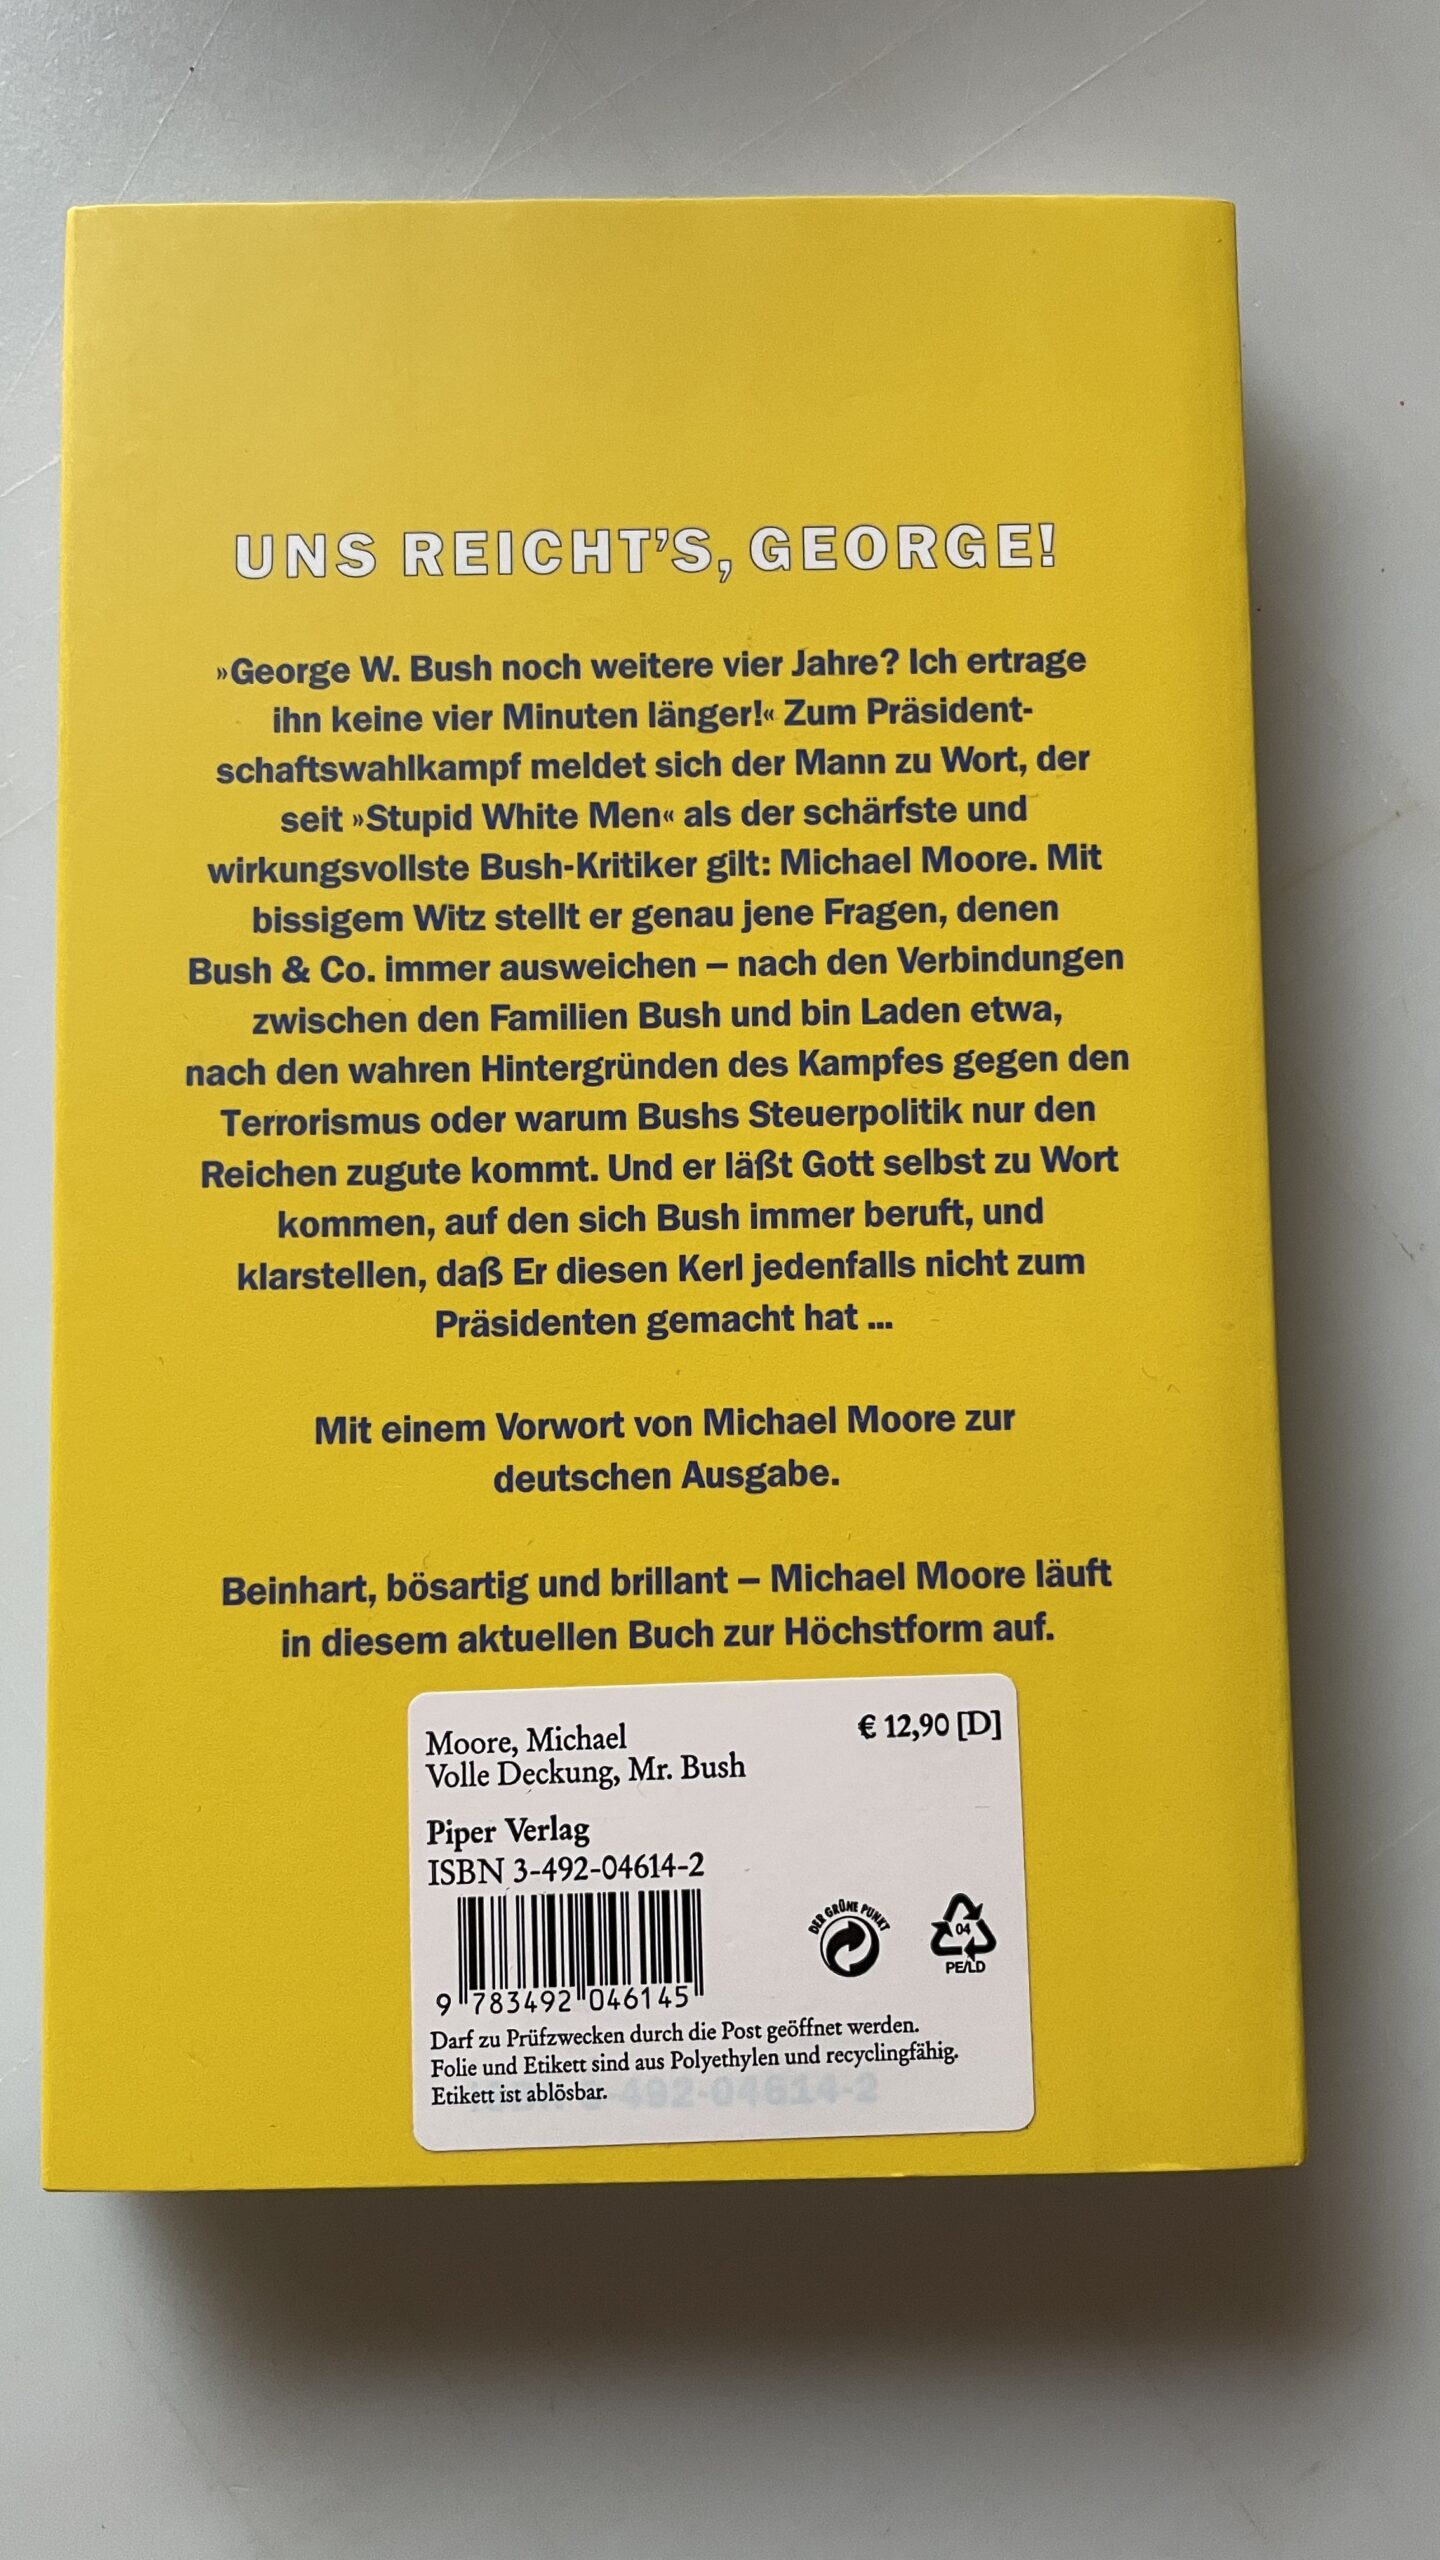 UNS REICHT'S, GEORGE!
»George W. Bush noch weitere vier Jahre? Ich ertrage
ihn keine vier Minuten länger!« Zum Präsident-
schaftswahlkampf meldet sich der Mann zu Wort, der
seit »Stupid White Men« als der schärfste und
wirkungsvollste Bush-Kritiker gilt: Michael Moore. Mit
bissigem Witz stellt er genau jene Fragen, denen
Bush & Co. immer ausweichen – nach den Verbindungen
zwischen den Familien Bush und bin Laden etwa,
nach den wahren Hintergründen des Kampfes gegen den
Terrorismus oder warum Bushs Steuerpolitik nur den
Reichen zugute kommt. Und er läßt Gott selbst zu Wort
kommen, auf den sich Bush immer beruft, und
klarstellen, daß Er diesen Kerl jedenfalls nicht zum
Präsidenten gemacht hat ...
Mit einem Vorwort von Michael Moore zur
deutschen Ausgabe.
Beinhart, bösartig und brillant – Michael Moore läuft
in diesem aktuellen Buch zur Höchstform auf.
Moore, Michael
€ 12,90 [D]
Volle Deckung, Mr. Bush
Piper Verlag
ISBN 3-492-04614-2
DER GRÜNE PUNKT
04
PE/LD
9 783492 046145
Darf zu Prüfzwecken durch die Post geöffnet werden.
Folie und Etikett sind aus Polyethylen und recyclingfähig.
Etikett ist ablösbar.
ISBN 3-492-04614-2